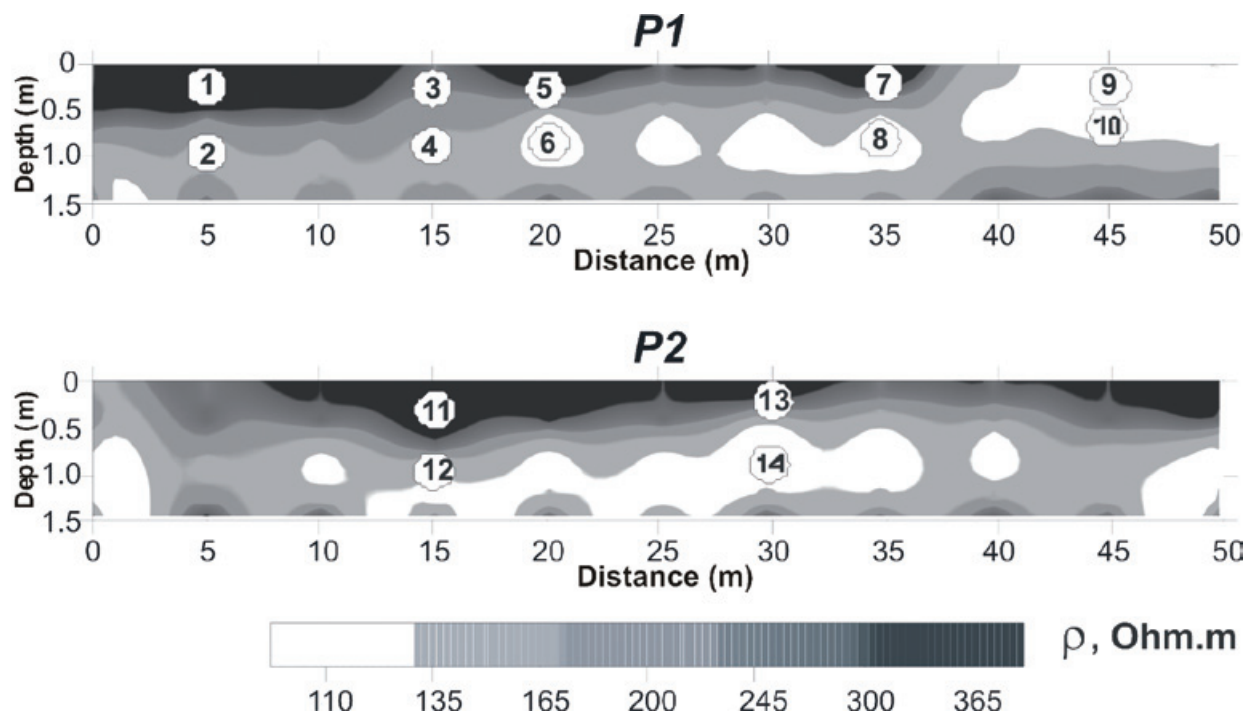 P1
Depth (m)
0
0.5
1.0
1.5
1 3 5 7 9
2 4 6 8 10
0 5 10 15 20 25 30 35 40 45 50
Distance (m)
P2
Depth (m)
0
0.5
1.0
1.5
11 13
12 14
0 5 10 15 20 25 30 35 40 45 50
Distance (m)
ρ, Ohm.m
110 135 165 200 245 300 365